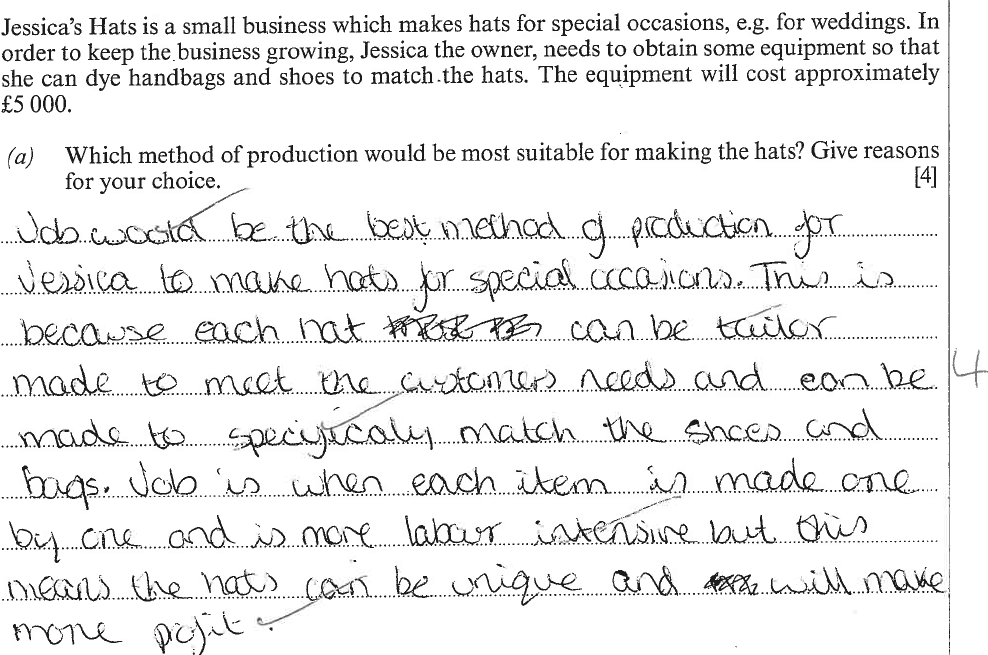 Jessica's Hats is a small business which makes hats for special occasions, e.g. for weddings. In
order to keep the business growing, Jessica the owner, needs to obtain some equipment so that
she can dye handbags and shoes to match the hats. The equipment will cost approximately
£5 000.
(a) Which method of production would be most suitable for making the hats? Give reasons
for your choice. [4]
Job would be the best method of production for
Jessica to make hats for special occasions. This is
because each hat can be tailor
made to meet the customers needs and can be
4
made to specificaly match the shoes and
bags. Job is when each item is made one
by one and is more labour intensive but this
means the hats can be unique and will make
more profit.